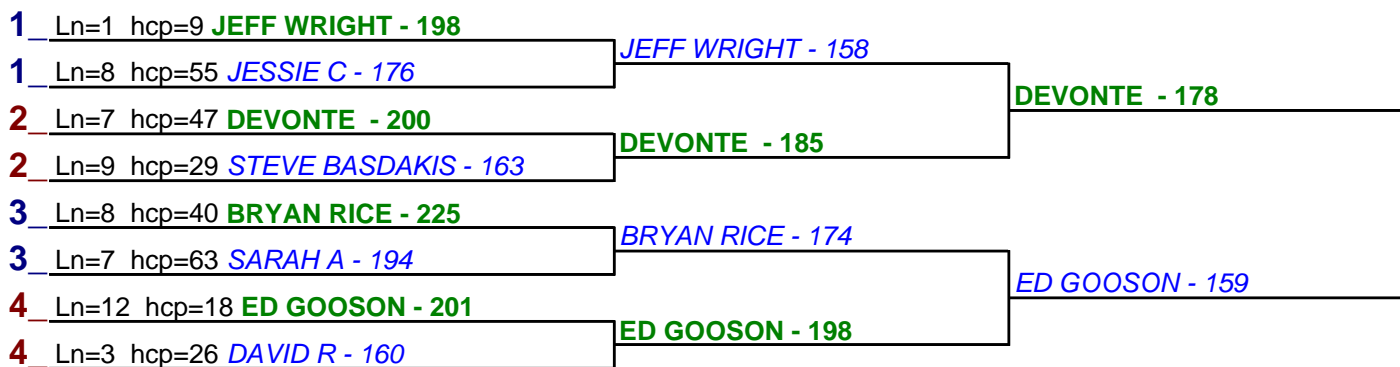 1_ Ln=1 hcp=9 JEFF WRIGHT - 198
JEFF WRIGHT - 158
1_ Ln=8 hcp=55 JESSIE C - 176
DEVONTE - 178
2_ Ln=7 hcp=47 DEVONTE - 200
DEVONTE - 185
2_ Ln=9 hcp=29 STEVE BASDAKIS - 163
3_ Ln=8 hcp=40 BRYAN RICE - 225
BRYAN RICE - 174
3_ Ln=7 hcp=63 SARAH A - 194
ED GOOSON - 159
4_ Ln=12 hcp=18 ED GOOSON - 201
ED GOOSON - 198
4_ Ln=3 hcp=26 DAVID R - 160